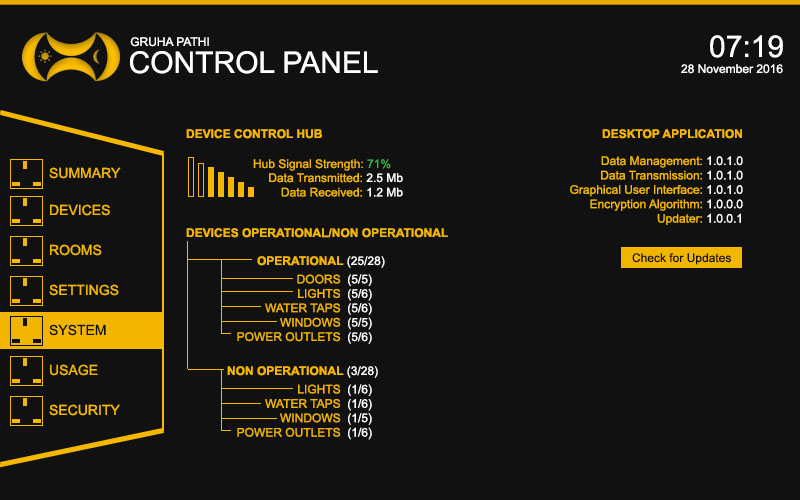 GRUHA PATHI
CONTROL PANEL
07:19
28 November 2016
SUMMARY
DEVICES
ROOMS
SETTINGS
SYSTEM
USAGE
SECURITY
DEVICE CONTROL HUB
Hub Signal Strength: 71%
Data Transmitted: 2.5 Mb
Data Received: 1.2 Mb
DEVICES OPERATIONAL/NON OPERATIONAL
OPERATIONAL (25/28)
DOORS (5/5)
LIGHTS (5/6)
WATER TAPS (5/6)
WINDOWS (5/5)
POWER OUTLETS (5/6)
NON OPERATIONAL (3/28)
LIGHTS (1/6)
WATER TAPS (1/6)
WINDOWS (1/5)
POWER OUTLETS (1/6)
DESKTOP APPLICATION
Data Management: 1.0.1.0
Data Transmission: 1.0.1.0
Graphical User Interface: 1.0.1.0
Encryption Algorithm: 1.0.0.0
Updater: 1.0.0.1
Check for Updates